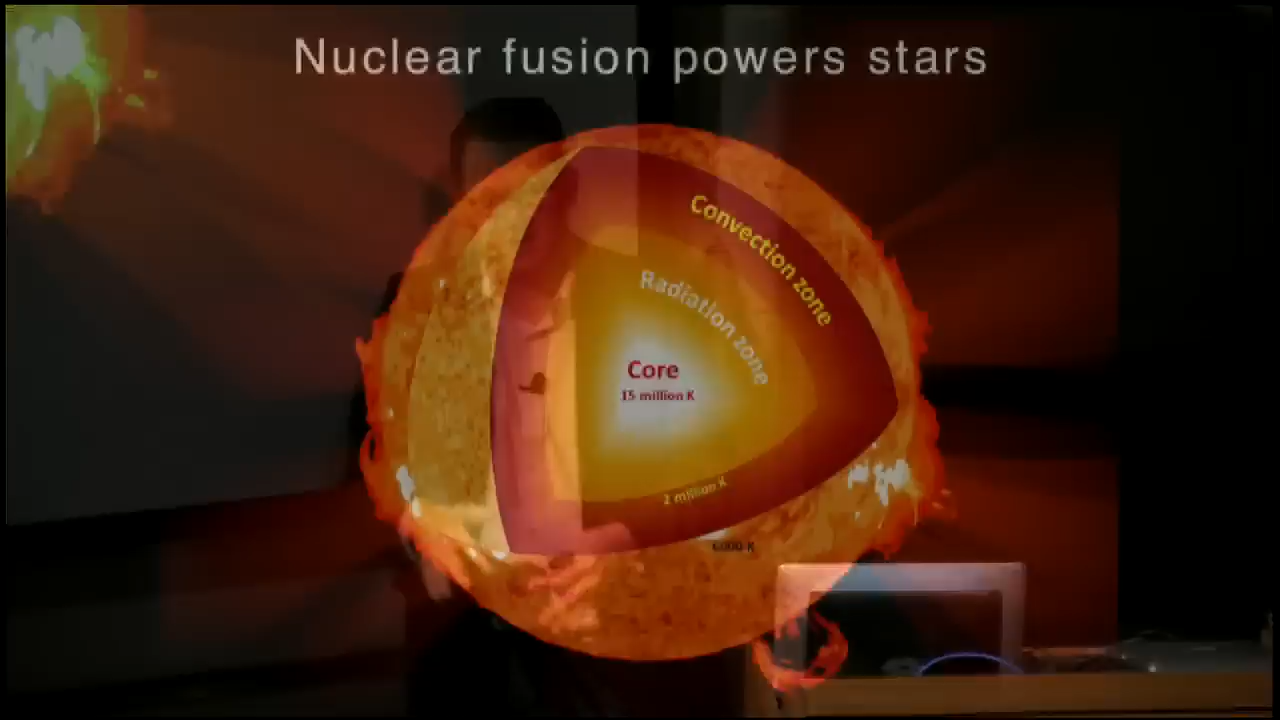 Nuclear fusion powers stars
Convection zone
Radiation zone
Core
15 million K
2 million K
6000 K